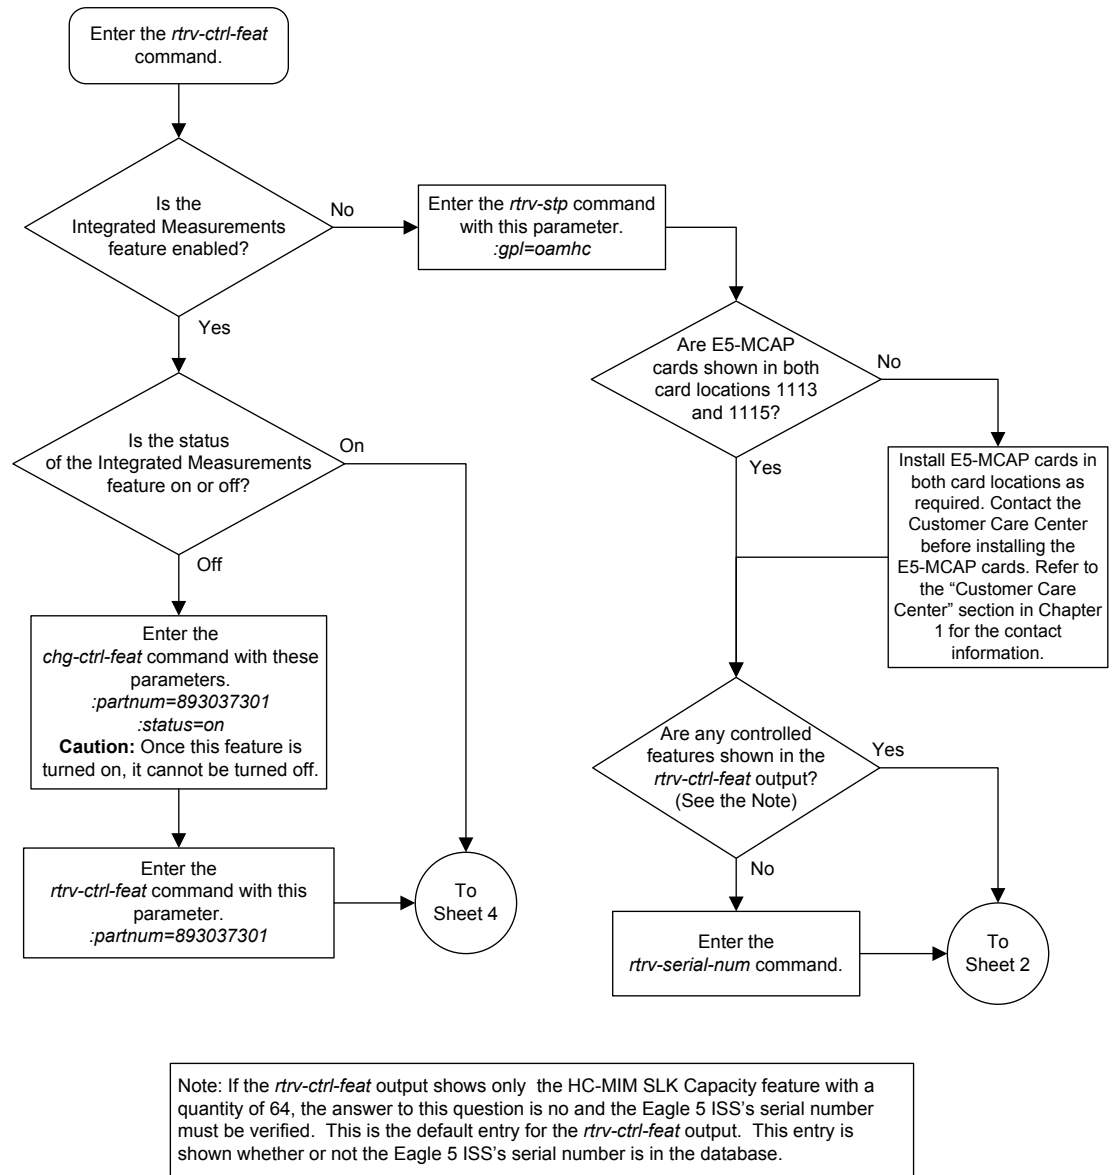 Enter the rtrv-ctrl-feat
command.
Is the
Integrated Measurements
feature enabled?
No
Enter the rtrv-stp command
with this parameter.
:gpl=oamhc
Yes
Are E5-MCAP
cards shown in both
card locations 1113
and 1115?
No
Yes
Install E5-MCAP cards in
both card locations as
required. Contact the
Customer Care Center
before installing the
E5-MCAP cards. Refer to
the “Customer Care
Center” section in Chapter
1 for the contact
information.
Is the status
of the Integrated Measurements
feature on or off?
On
Off
Enter the
chg-ctrl-feat command with these
parameters.
:partnum=893037301
:status=on
Caution: Once this feature is
turned on, it cannot be turned off.
Enter the
rtrv-ctrl-feat command with this
parameter.
:partnum=893037301
To
Sheet 4
Are any controlled
features shown in the
rtrv-ctrl-feat output?
(See the Note)
Yes
No
Enter the
rtrv-serial-num command.
To
Sheet 2
Note: If the rtrv-ctrl-feat output shows only the HC-MIM SLK Capacity feature with a
quantity of 64, the answer to this question is no and the Eagle 5 ISS’s serial number
must be verified. This is the default entry for the rtrv-ctrl-feat output. This entry is
shown whether or not the Eagle 5 ISS’s serial number is in the database.